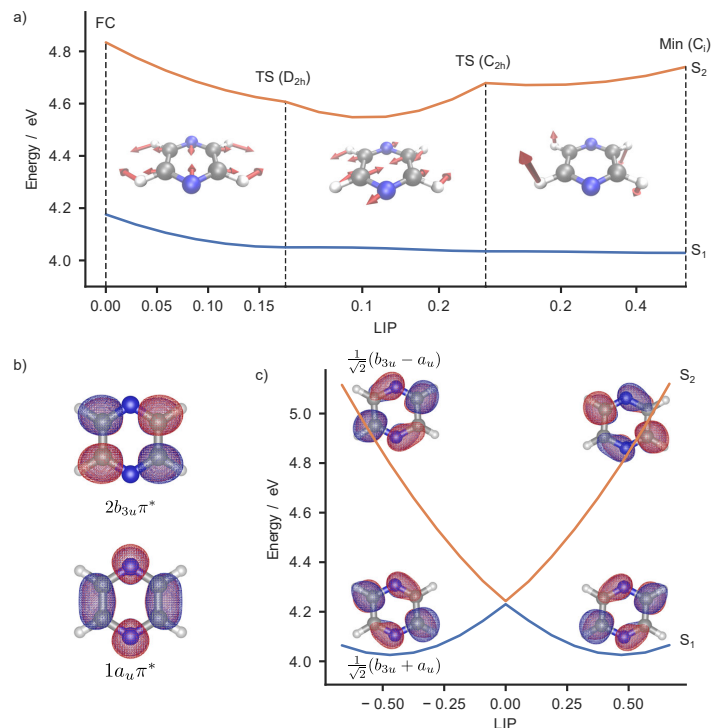 a)
FC
TS (D2h)
TS (C2h)
Min (Ci)
S2
S1
Energy / eV
4.8
4.6
4.4
4.2
4.0
0.00 0.05 0.10 0.15 0.1 0.2 0.2 0.4
LIP
b)
2b3uπ*
1auπ*
c)
1/√2(b3u − au)
S2
S1
1/√2(b3u + au)
Energy / eV
5.0
4.8
4.6
4.4
4.2
4.0
−0.50 −0.25 0.00 0.25 0.50
LIP